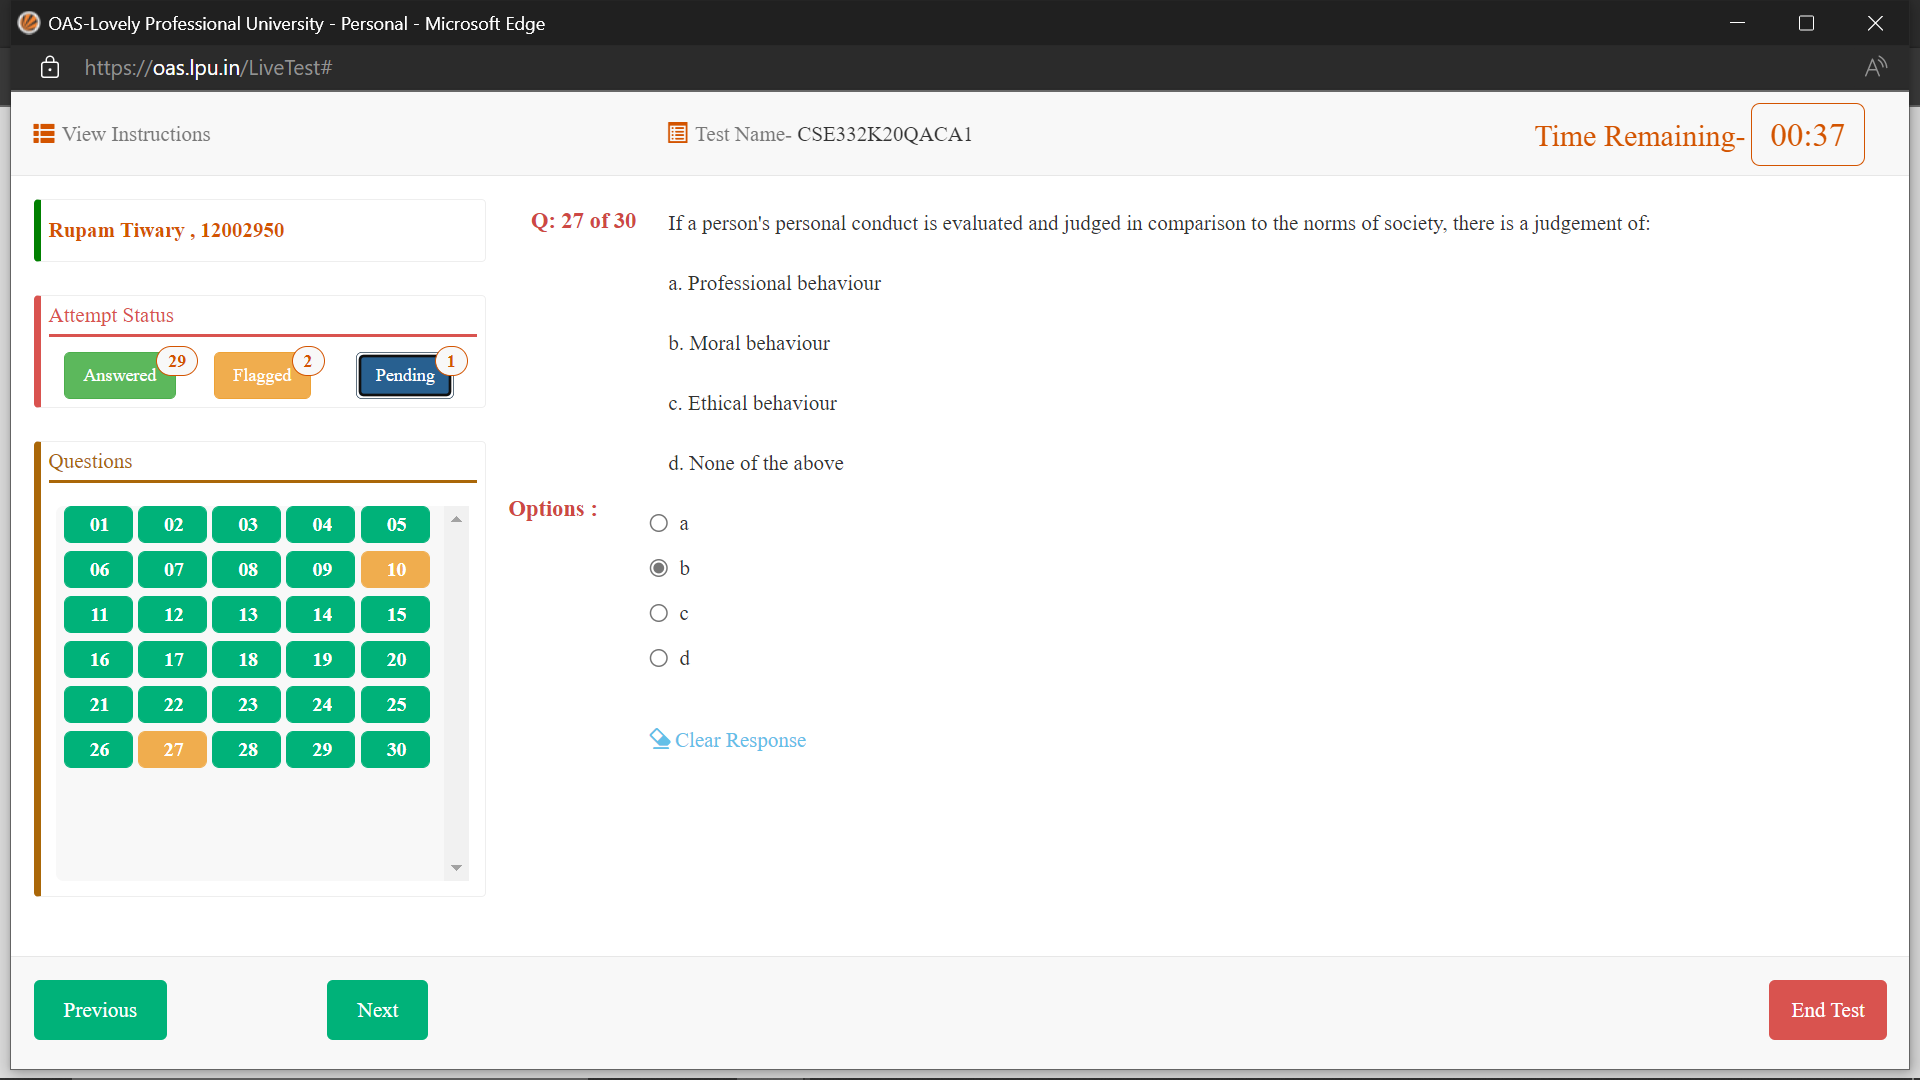 OAS-Lovely Professional University - Personal - Microsoft Edge
https://oas.lpu.in/LiveTest#
View Instructions
Test Name- CSE332K20QACA1
Time Remaining- 00:37
Rupam Tiwary , 12002950
Attempt Status
Answered 29
Flagged 2
Pending 1
Questions
01 02 03 04 05
06 07 08 09 10
11 12 13 14 15
16 17 18 19 20
21 22 23 24 25
26 27 28 29 30
Q: 27 of 30
If a person's personal conduct is evaluated and judged in comparison to the norms of society, there is a judgement of:
a. Professional behaviour
b. Moral behaviour
c. Ethical behaviour
d. None of the above
Options :
a
b
c
d
Clear Response
Previous
Next
End Test